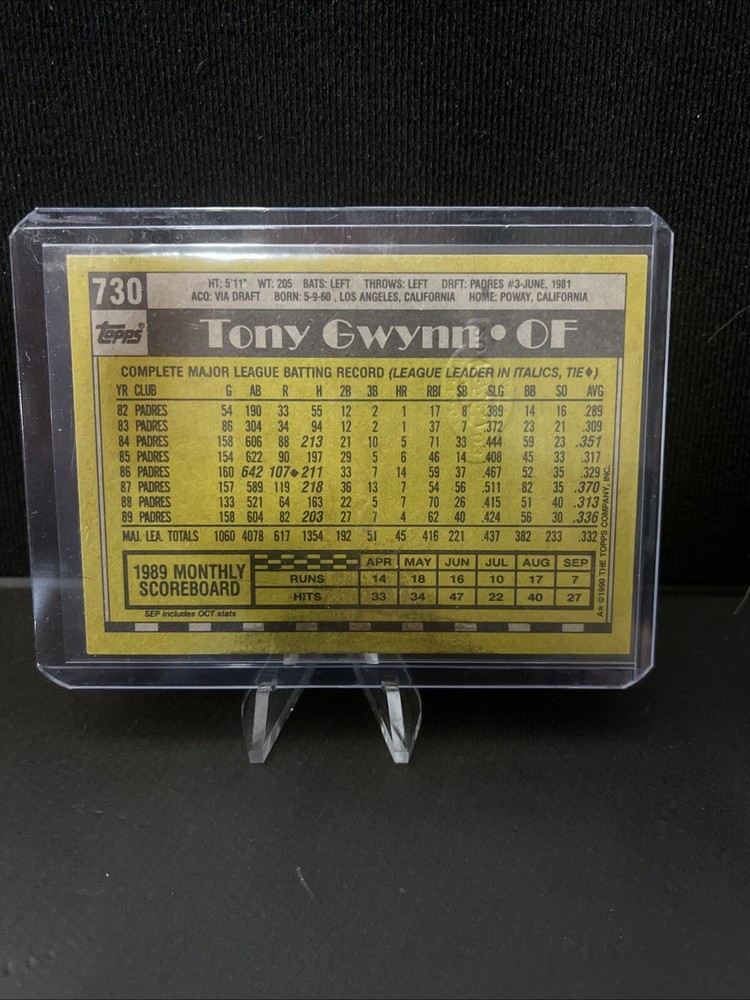 730
HT: 5'11" WT: 205 BATS: LEFT THROWS: LEFT DRFT: PADRES #3-JUNE, 1981
ACQ: VIA DRAFT BORN: 5-9-60, LOS ANGELES, CALIFORNIA HOME: POWAY, CALIFORNIA
Topps
Tony Gwynn • OF
COMPLETE MAJOR LEAGUE BATTING RECORD (LEAGUE LEADER IN ITALICS, TIE♦)
YR CLUB G AB R H 2B 3B HR RBI SB SLG BB SO AVG
82 PADRES 54 190 33 55 12 2 1 17 8 .389 14 16 .289
83 PADRES 86 304 34 94 12 2 1 37 7 .372 23 21 .309
84 PADRES 158 606 88 213 21 10 5 71 33 .444 59 23 .351
85 PADRES 154 622 90 197 29 5 6 46 14 .408 45 33 .317
86 PADRES 160 642 107♦ 211 33 7 14 59 37 .467 52 35 .329
87 PADRES 157 589 119 218 36 13 7 54 56 .511 82 35 .370
88 PADRES 133 521 64 163 22 5 7 70 26 .415 51 40 .313
89 PADRES 158 604 82 203 27 7 4 62 40 .424 56 30 .336
MAJ. LEA. TOTALS 1060 4078 617 1354 192 51 45 416 221 .437 382 233 .332
1989 MONTHLY SCOREBOARD
APR MAY JUN JUL AUG SEP
RUNS 14 18 16 10 17 7
HITS 33 34 47 22 40 27
SEP includes OCT stats
A* ©1990 THE TOPPS COMPANY, INC.